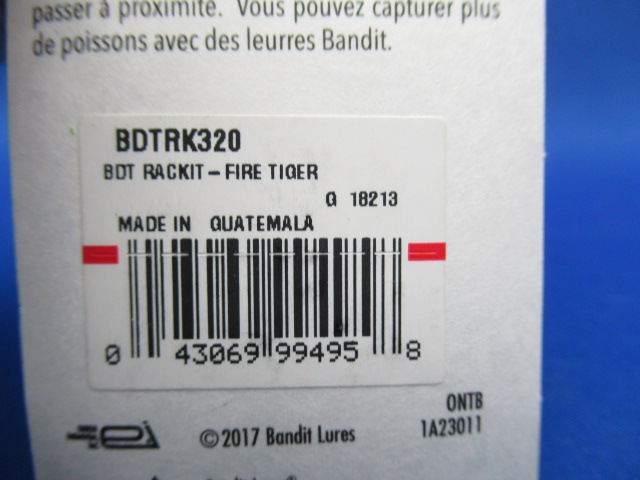 passer à proximité. Vous pouvez capturer plus
de poissons avec des leurres Bandit.
BDTRK320
BDT RACKIT – FIRE TIGER
G 18213
MADE IN GUATEMALA
0 43069 99495 8
ONTB
©2017 Bandit Lures 1A23011